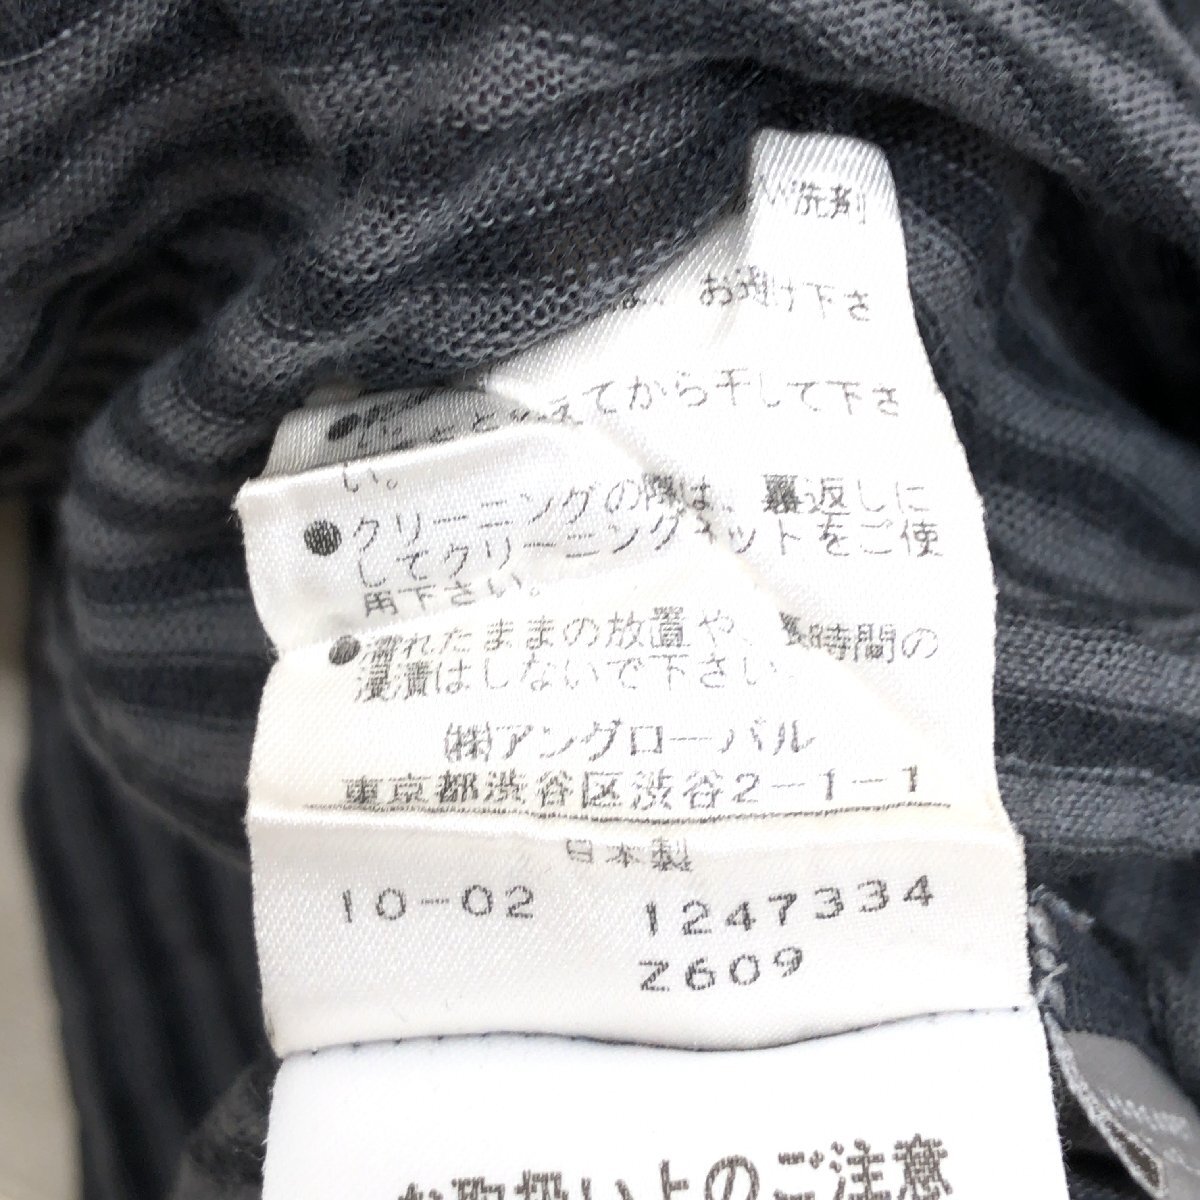 洗剤
お避け下さ
えてから干して下さ
い。
●クリーニングの際は、裏返しに
してクリーニングネットをご使
用下さい。
●濡れたままの放置や、時間の
浸漬はしないで下さい。
㈱アングローバル
東京都渋谷区渋谷2-1-1
日本製
10-02 1247334
Z609
お取扱い上のご注意